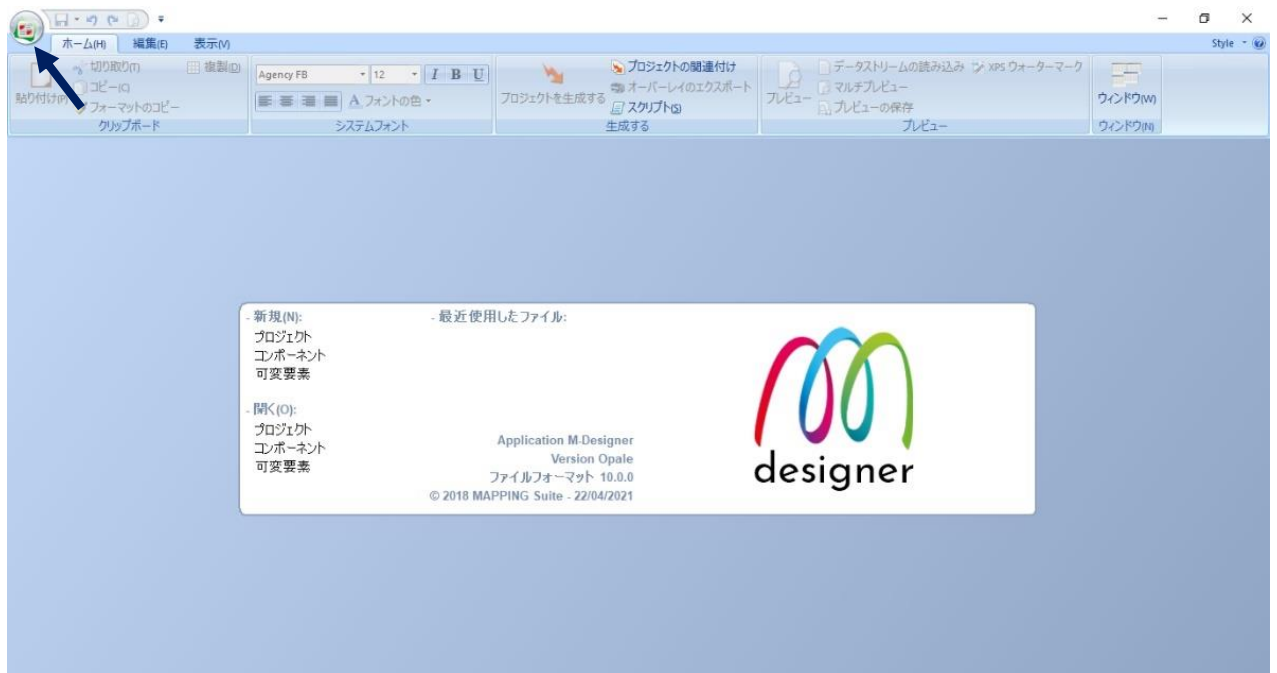 ホーム(H) 編集(E) 表示(V) Style
貼り付け(P)
切り取り(T)
コピー(C)
フォーマットのコピー
複製(D)
クリップボード
Agency FB 12 I B U
A フォントの色
システムフォント
プロジェクトを生成する
プロジェクトの関連付け
オーバーレイのエクスポート
スクリプト(S)
生成する
プレビュー
データストリームの読み込み XPS ウォーターマーク
マルチプレビュー
プレビューの保存
プレビュー
ウィンドウ(W)
ウィンドウ(N)
- 新規(N):
プロジェクト
コンポーネント
可変要素
- 開く(O):
プロジェクト
コンポーネント
可変要素
- 最近使用したファイル:
Application M-Designer
Version Opale
ファイルフォーマット 10.0.0
© 2018 MAPPING Suite - 22/04/2021
designer